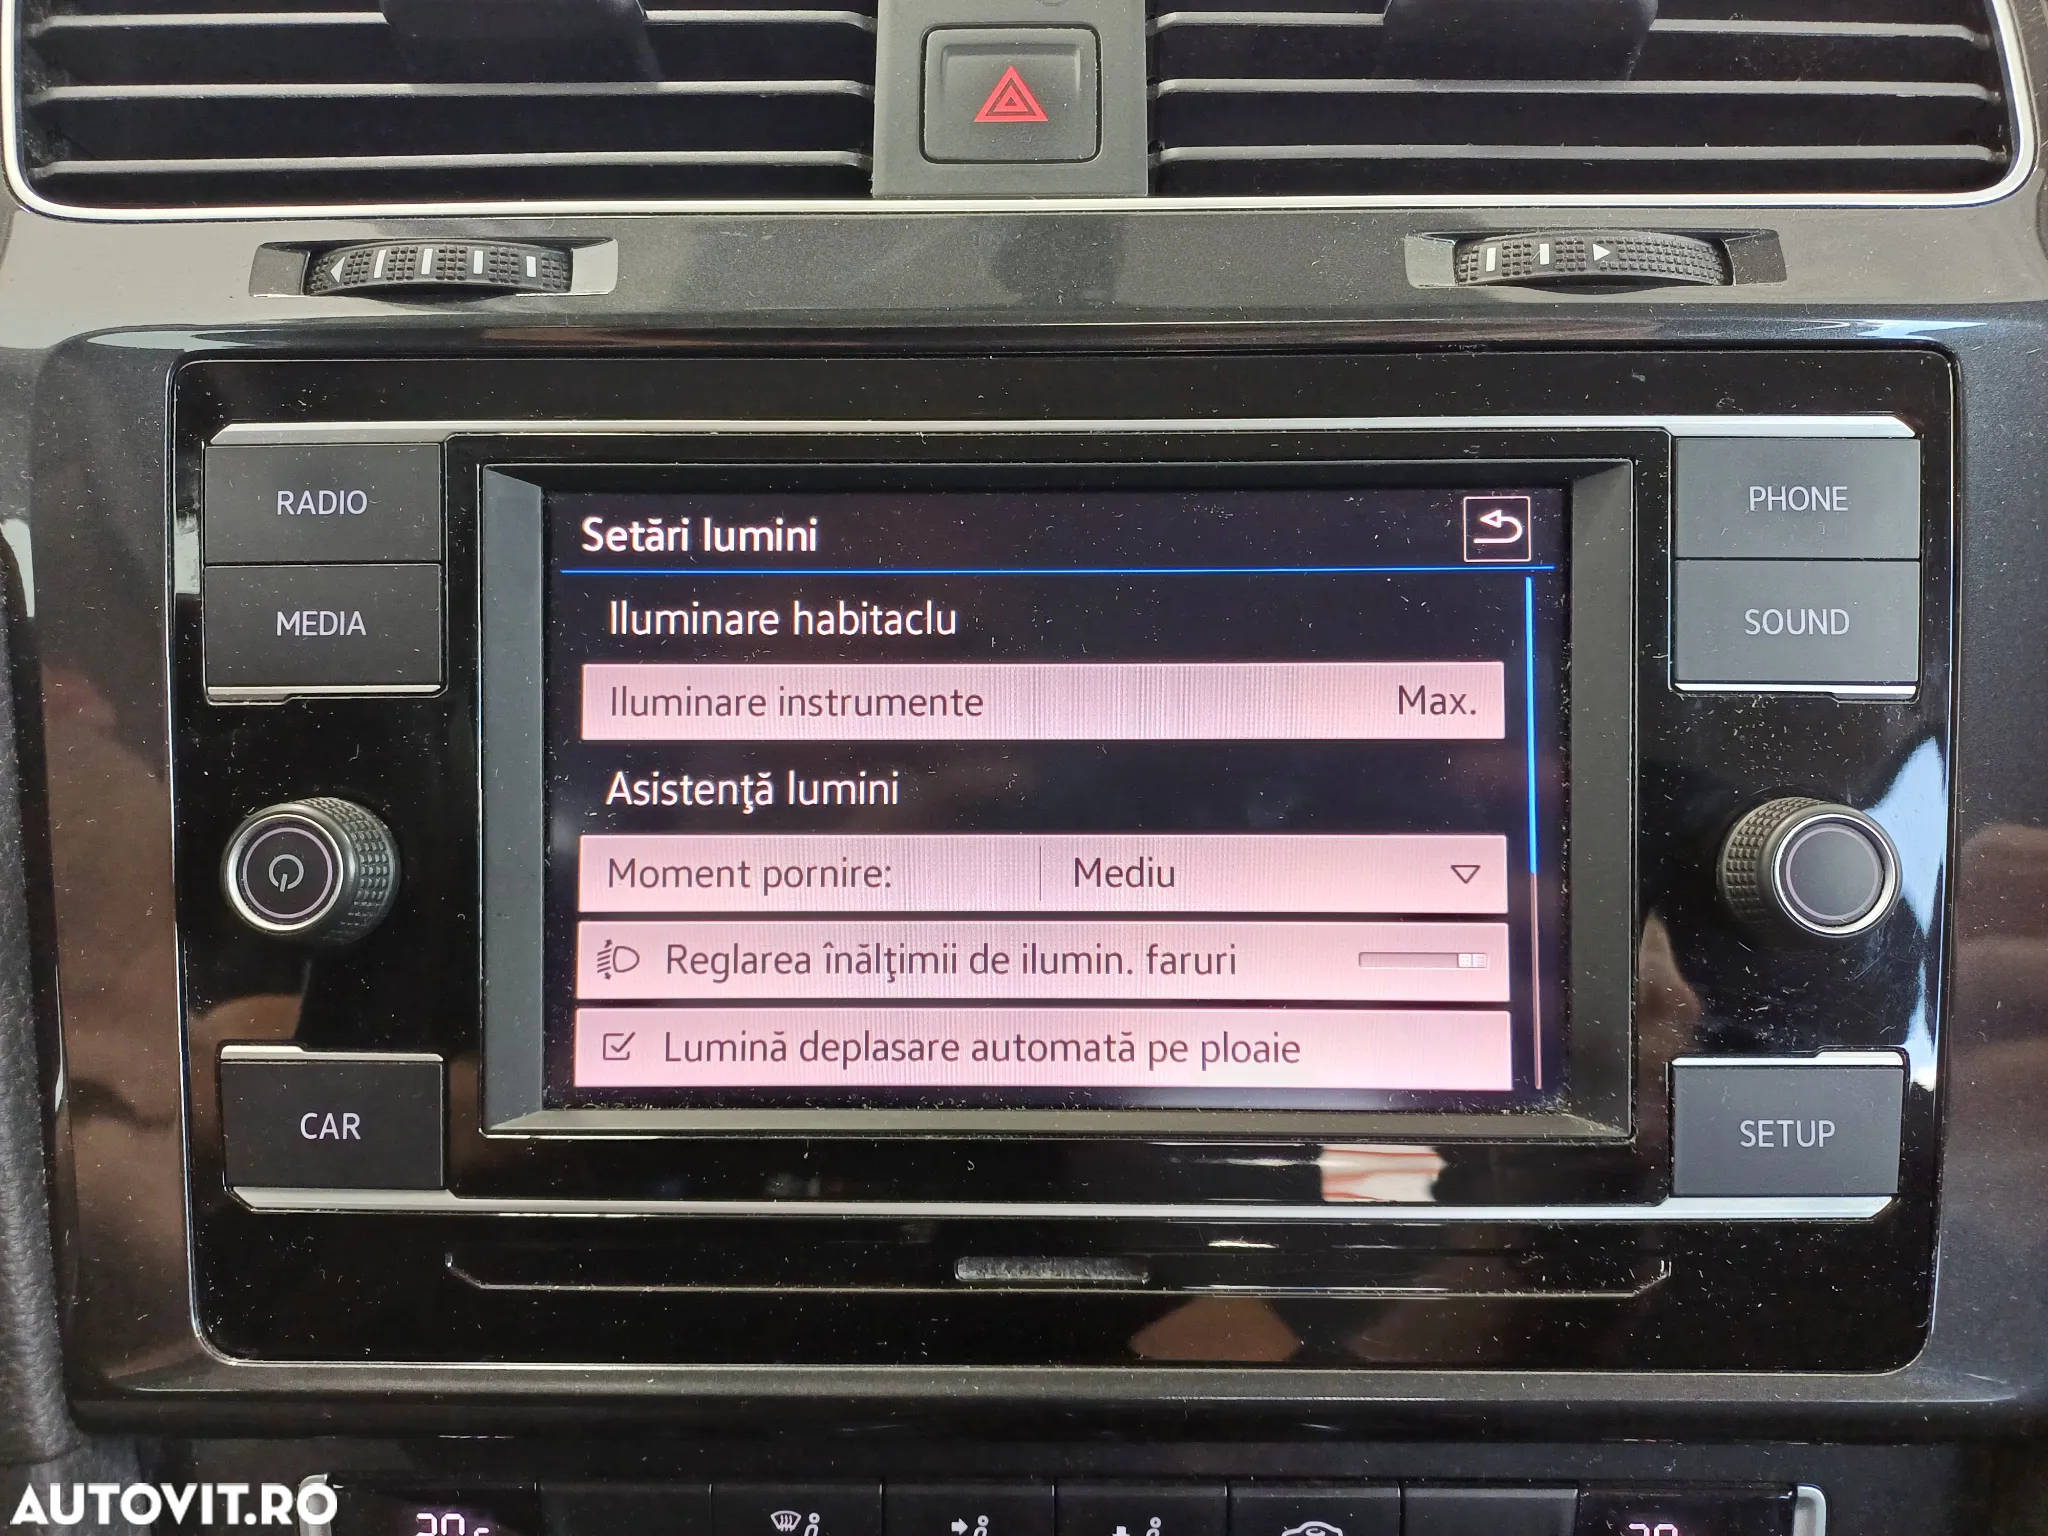 RADIO
PHONE
MEDIA
SOUND
Setări lumini
Iluminare habitaclu
Iluminare instrumente Max.
Asistenţă lumini
Moment pornire: Mediu
Reglarea înălţimii de ilumin. faruri
Lumină deplasare automată pe ploaie
CAR
SETUP
AUTOVIT.RO